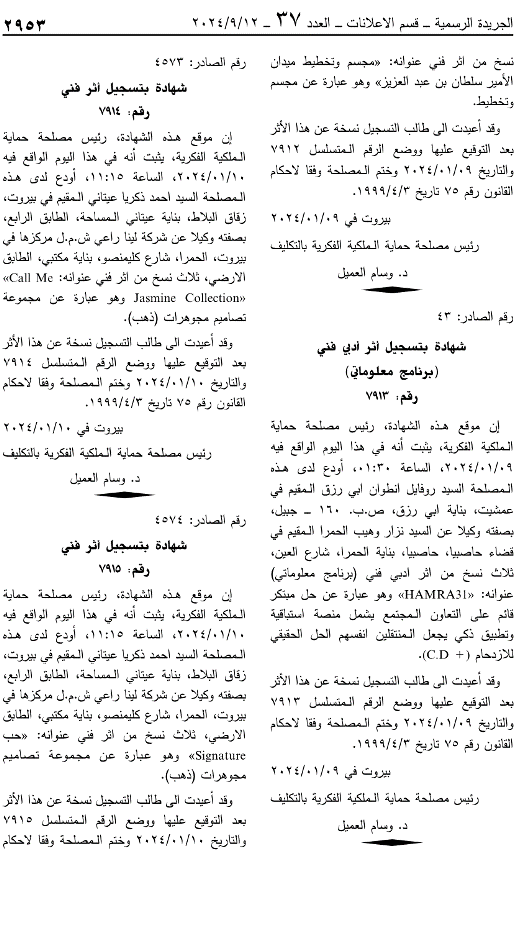 الجريدة الرسمية ــ قسم الاعلانات ــ العدد ٣٧ ــ ٢٠٢٤/٩/١٢
٢٩٥٣
نسخ من اثر فني عنوانه: «مجسم وتخطيط ميدان
الأمير سلطان بن عبد العزيز» وهو عبارة عن مجسم
وتخطيط.
وقد أعيدت الى طالب التسجيل نسخة عن هذا الأثر
بعد التوقيع عليها ووضع الرقم المتسلسل ٧٩١٢
والتاريخ ٢٠٢٤/٠١/٠٩ وختم المصلحة وفقا لاحكام
القانون رقم ٧٥ تاريخ ١٩٩٩/٤/٣.
بيروت في ٢٠٢٤/٠١/٠٩
رئيس مصلحة حماية الملكية الفكرية بالتكليف
د. وسام العميل
رقم الصادر: ٤٣
شهادة بتسجيل أثر أدبي فني
(برنامج معلوماتي)
رقم: ٧٩١٣
إن موقع هذه الشهادة، رئيس مصلحة حماية
الملكية الفكرية، يثبت أنه في هذا اليوم الواقع فيه
٢٠٢٤/٠١/٠٩، الساعة ٠١:٣٠، أودع لدى هذه
المصلحة السيد روفايل انطوان ابي رزق المقيم في
عمشيت، بناية ابي رزق، ص.ب. ١٦٠ ــ جبيل،
بصفته وكيلا عن السيد نزار وهيب الحمرا المقيم في
قضاء حاصبيا، حاصبيا، بناية الحمرا، شارع العين،
ثلاث نسخ من اثر ادبي فني (برنامج معلوماتي)
عنوانه: «HAMRA31» وهو عبارة عن حل مبتكر
قائم على التعاون المجتمع يشمل منصة استباقية
وتطبيق ذكي يجعل المنتقلين انفسهم الحل الحقيقي
للازدحام (+ C.D).
وقد أعيدت الى طالب التسجيل نسخة عن هذا الأثر
بعد التوقيع عليها ووضع الرقم المتسلسل ٧٩١٣
والتاريخ ٢٠٢٤/٠١/٠٩ وختم المصلحة وفقا لاحكام
القانون رقم ٧٥ تاريخ ١٩٩٩/٤/٣.
بيروت في ٢٠٢٤/٠١/٠٩
رئيس مصلحة حماية الملكية الفكرية بالتكليف
د. وسام العميل
رقم الصادر: ٤٥٧٣
شهادة بتسجيل أثر فني
رقم: ٧٩١٤
إن موقع هذه الشهادة، رئيس مصلحة حماية
الملكية الفكرية، يثبت أنه في هذا اليوم الواقع فيه
٢٠٢٤/٠١/١٠، الساعة ١١:١٥، أودع لدى هذه
المصلحة السيد احمد ذكريا عيتاني المقيم في بيروت،
زقاق البلاط، بناية عيتاني المساحة، الطابق الرابع،
بصفته وكيلا عن شركة لينا راعي ش.م.ل مركزها في
بيروت، الحمرا، شارع كليمنصو، بناية مكتبي، الطابق
الارضي، ثلاث نسخ من اثر فني عنوانه: «Call Me
Jasmine Collection» وهو عبارة عن مجموعة
تصاميم مجوهرات (ذهب).
وقد أعيدت الى طالب التسجيل نسخة عن هذا الأثر
بعد التوقيع عليها ووضع الرقم المتسلسل ٧٩١٤
والتاريخ ٢٠٢٤/٠١/١٠ وختم المصلحة وفقا لاحكام
القانون رقم ٧٥ تاريخ ١٩٩٩/٤/٣.
بيروت في ٢٠٢٤/٠١/١٠
رئيس مصلحة حماية الملكية الفكرية بالتكليف
د. وسام العميل
رقم الصادر: ٤٥٧٤
شهادة بتسجيل أثر فني
رقم: ٧٩١٥
إن موقع هذه الشهادة، رئيس مصلحة حماية
الملكية الفكرية، يثبت أنه في هذا اليوم الواقع فيه
٢٠٢٤/٠١/١٠، الساعة ١١:١٥، أودع لدى هذه
المصلحة السيد احمد ذكريا عيتاني المقيم في بيروت،
زقاق البلاط، بناية عيتاني المساحة، الطابق الرابع،
بصفته وكيلا عن شركة لينا راعي ش.م.ل مركزها في
بيروت، الحمرا، شارع كليمنصو، بناية مكتبي، الطابق
الارضي، ثلاث نسخ من اثر فني عنوانه: «حب
Signature» وهو عبارة عن مجموعة تصاميم
مجوهرات (ذهب).
وقد أعيدت الى طالب التسجيل نسخة عن هذا الأثر
بعد التوقيع عليها ووضع الرقم المتسلسل ٧٩١٥
والتاريخ ٢٠٢٤/٠١/١٠ وختم المصلحة وفقا لاحكام